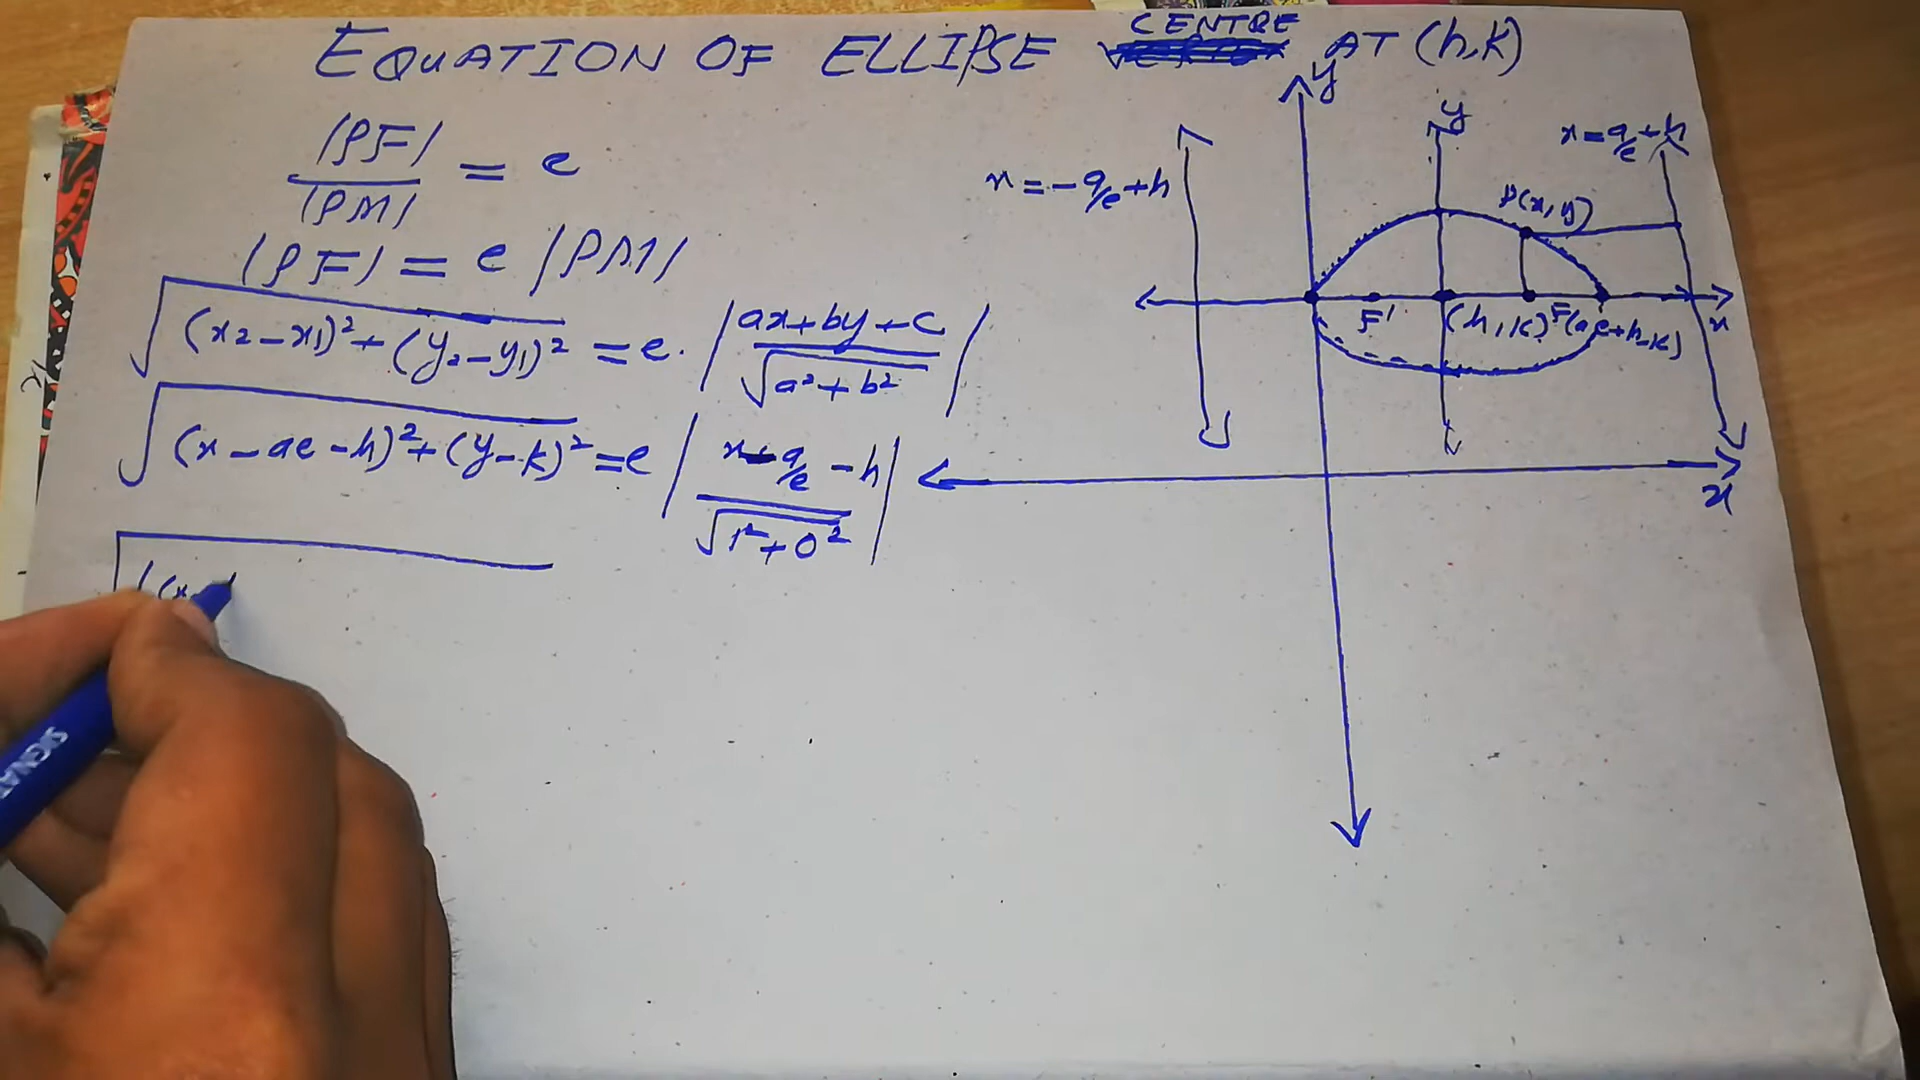 EQUATION OF ELLIPSE CENTRE AT (h,k)
|PF| / |PM| = e
|PF| = e |PM|
√((x2-x1)²+(y2-y1)²) = e. |(ax+by+c) / √(a²+b²)|
√((x-ae-h)²+(y-k)²) = e |(x-a/e-h) / √(1²+0²)|
((x-
y
y
x = -a/e+h
x = a/e+h
P(x,y)
F'
(h,k)
F(ae+h,k)
x
x
SIGNAT